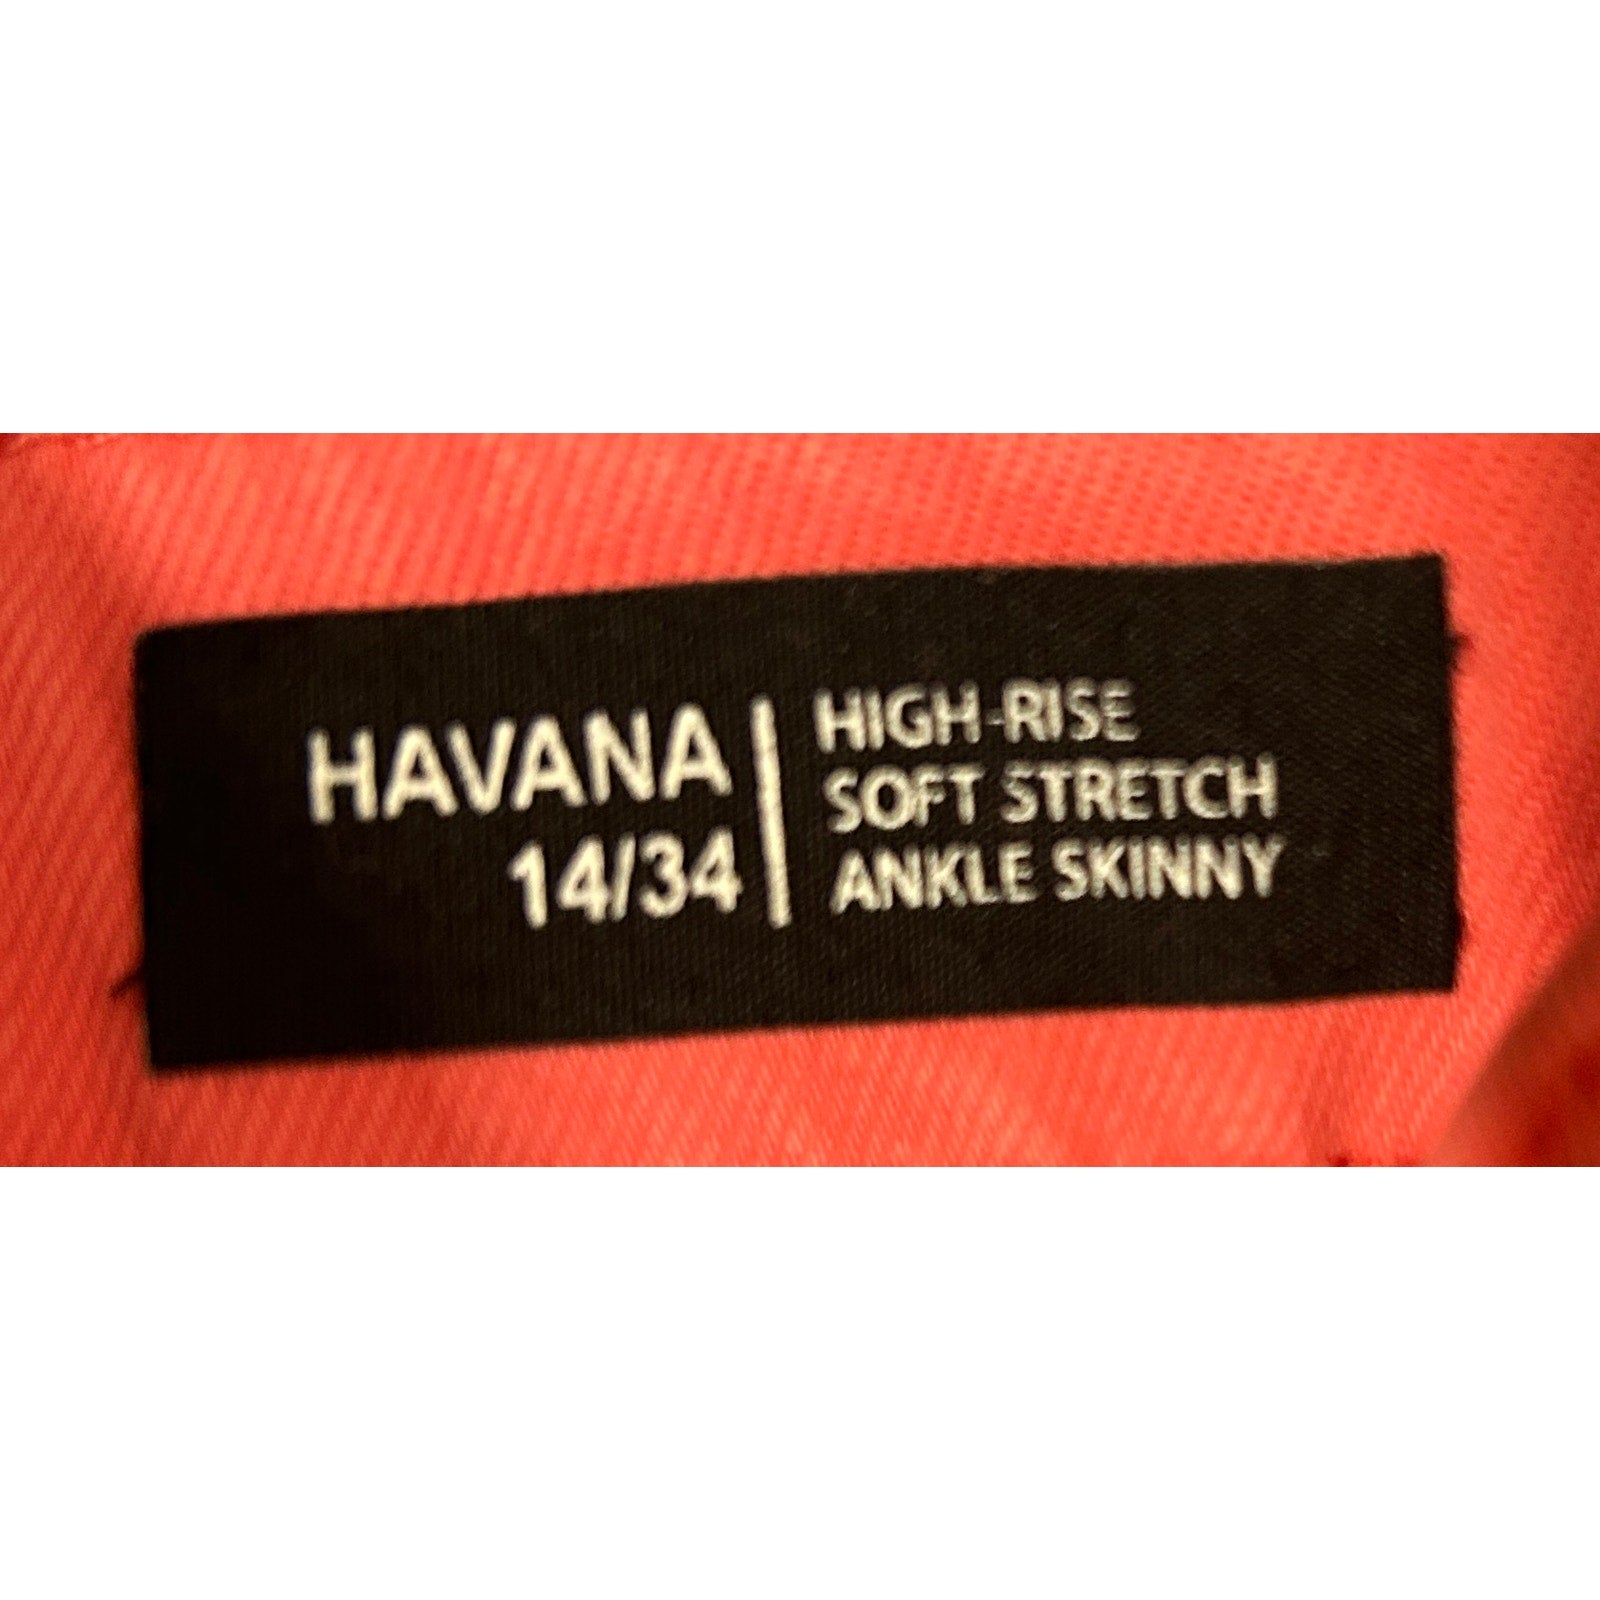 HAVANA
14/34
HIGH-RISE
SOFT STRETCH
ANKLE SKINNY